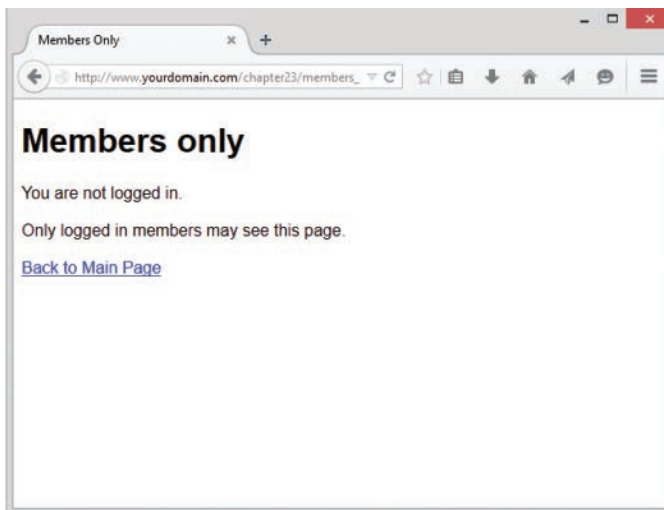 Members Only
http://www.yourdomain.com/chapter23/members_
Members only
You are not logged in.
Only logged in members may see this page.
Back to Main Page